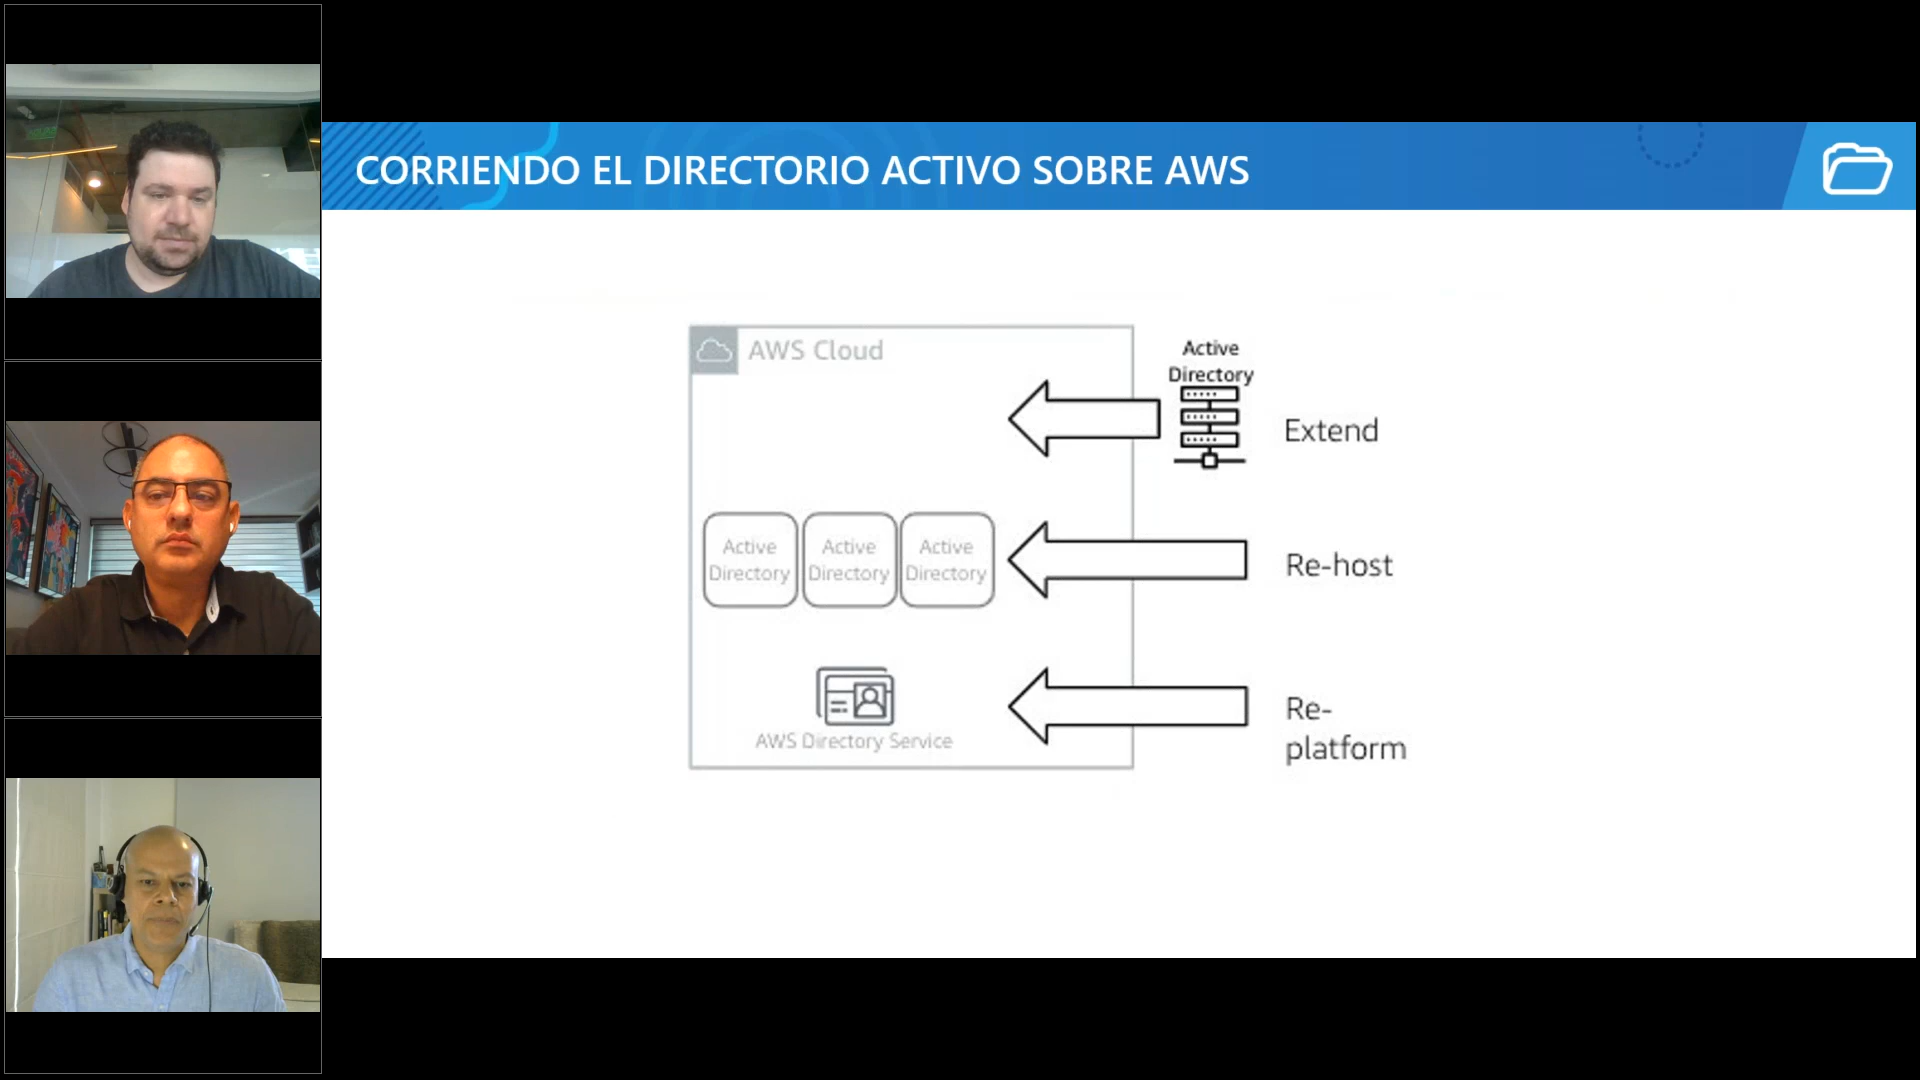 CORRIENDO EL DIRECTORIO ACTIVO SOBRE AWS
AWS Cloud
Active
Directory
Extend
Active
Directory
Active
Directory
Active
Directory
Re-host
AWS Directory Service
Re-
platform